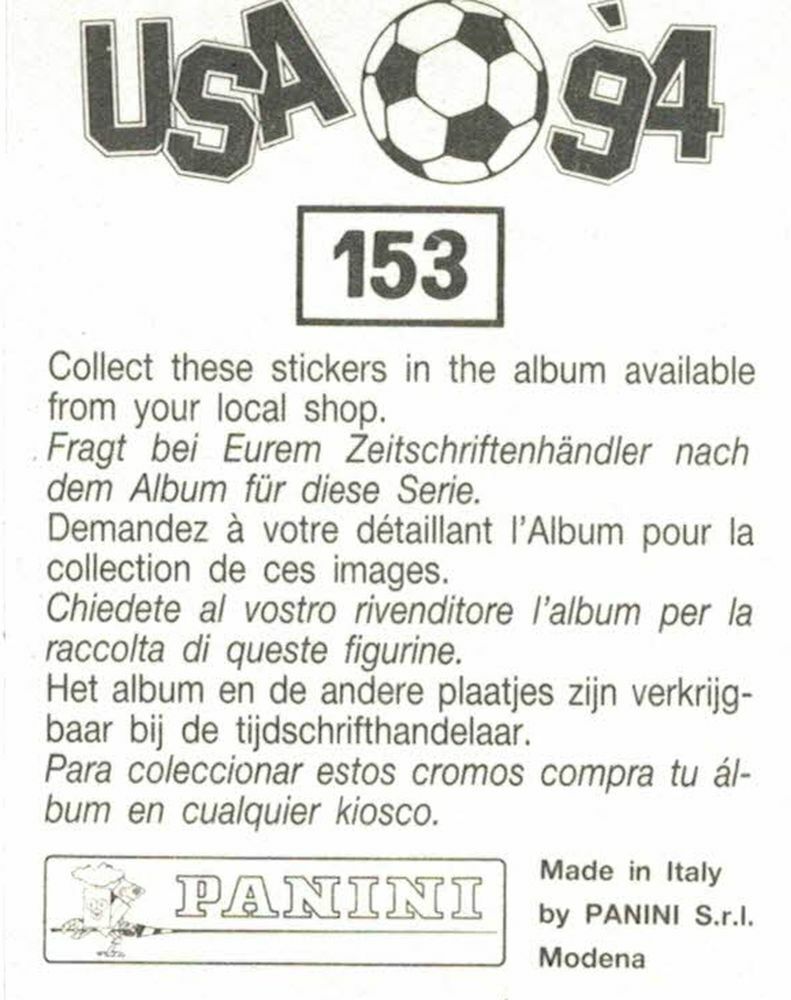 USA '94
153
Collect these stickers in the album available
from your local shop.
Fragt bei Eurem Zeitschriftenhändler nach
dem Album für diese Serie.
Demandez à votre détaillant l'Album pour la
collection de ces images.
Chiedete al vostro rivenditore l'album per la
raccolta di queste figurine.
Het album en de andere plaatjes zijn verkrijg-
baar bij de tijdschrifthandelaar.
Para coleccionar estos cromos compra tu ál-
bum en cualquier kiosco.
PANINI
Made in Italy
by PANINI S.r.l.
Modena